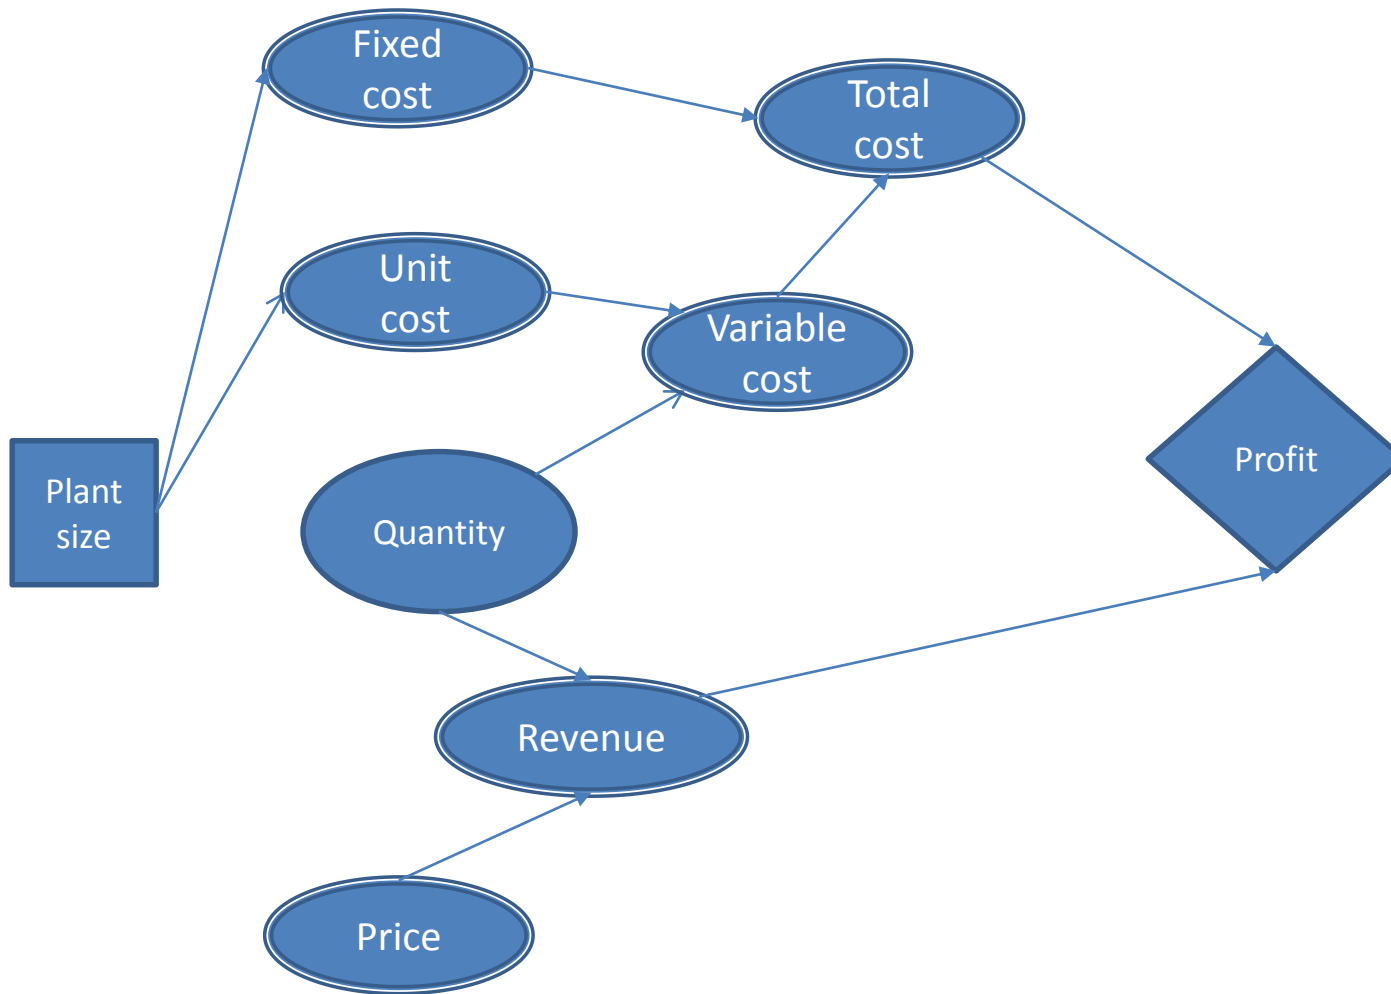 Fixed
cost
Total
cost
Unit
cost
Variable
cost
Plant
size
Quantity
Profit
Revenue
Price